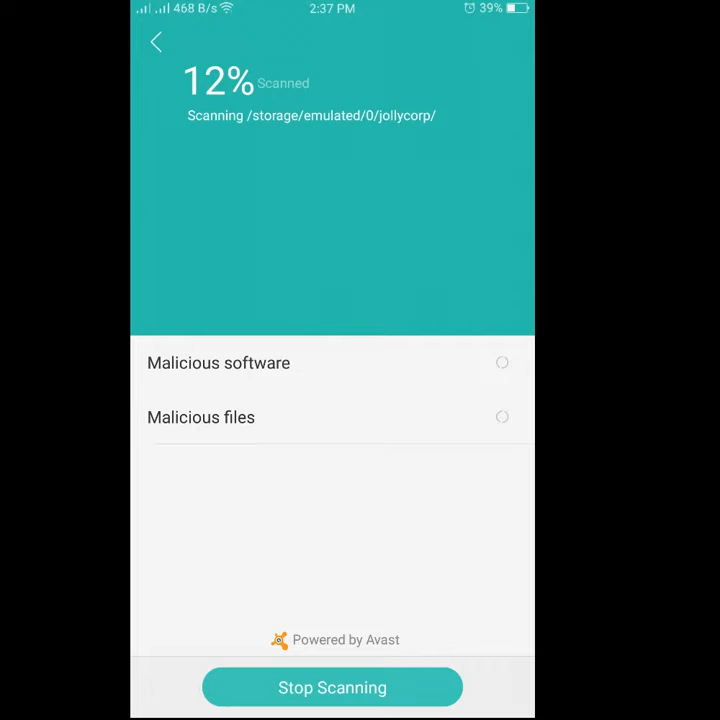 468 B/s 2:37 PM 39%
12% Scanned
Scanning /storage/emulated/0/jollycorp/
Malicious software
Malicious files
Powered by Avast
Stop Scanning